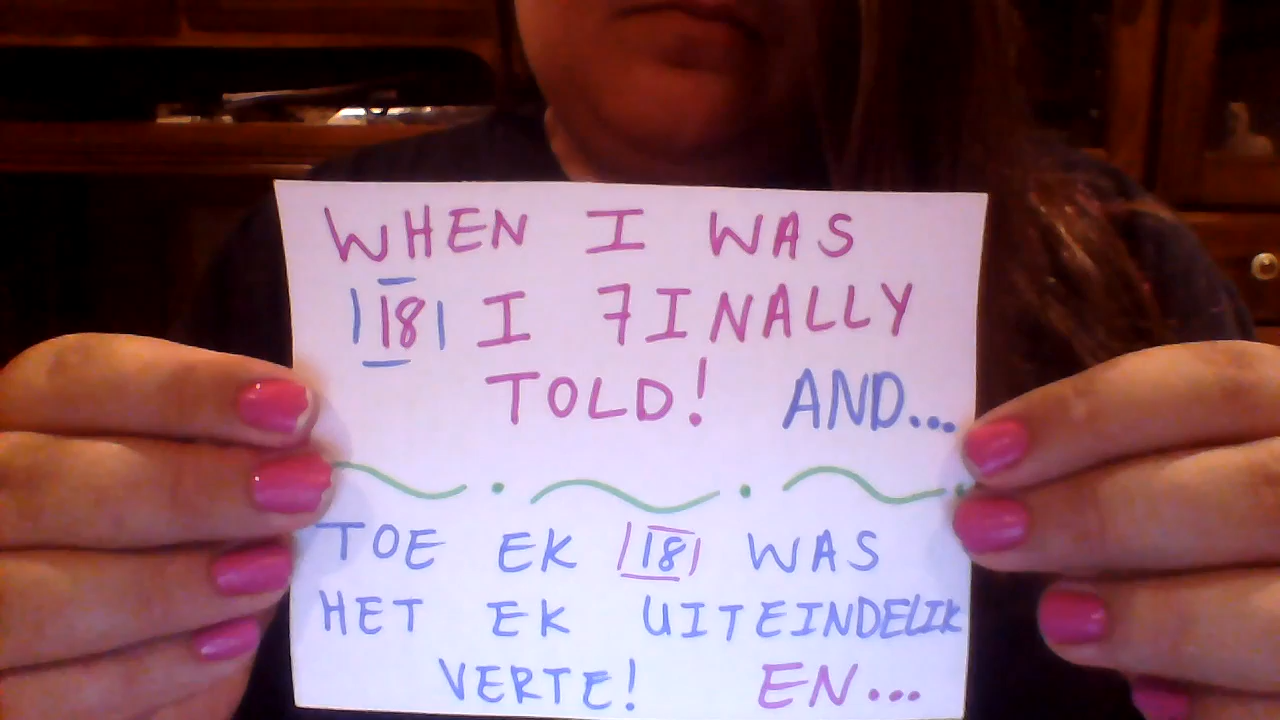 WHEN I WAS
|18| I FINALLY
TOLD! AND...
TOE EK |18| WAS
HET EK UITEINDELIK
VERTE! EN...